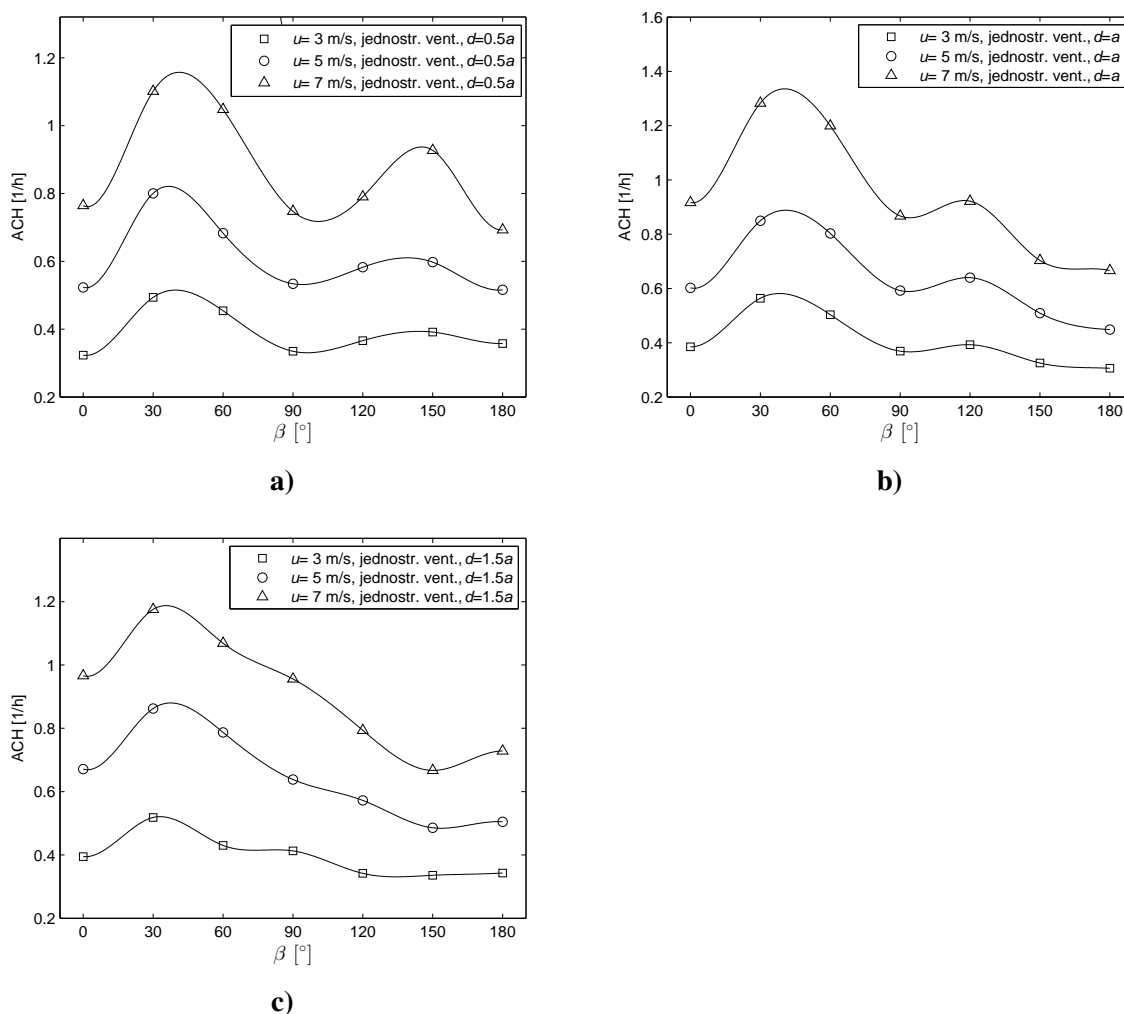 u= 3 m/s, jednostr. vent., d=0.5a
u= 5 m/s, jednostr. vent., d=0.5a
u= 7 m/s, jednostr. vent., d=0.5a
1.2
1
0.8
0.6
0.4
0.2
ACH [1/h]
0 30 60 90 120 150 180
β [°]
a)
u= 3 m/s, jednostr. vent., d=a
u= 5 m/s, jednostr. vent., d=a
u= 7 m/s, jednostr. vent., d=a
1.6
1.4
1.2
1
0.8
0.6
0.4
0.2
ACH [1/h]
0 30 60 90 120 150 180
β [°]
b)
u= 3 m/s, jednostr. vent., d=1.5a
u= 5 m/s, jednostr. vent., d=1.5a
u= 7 m/s, jednostr. vent., d=1.5a
1.2
1
0.8
0.6
0.4
0.2
ACH [1/h]
0 30 60 90 120 150 180
β [°]
c)